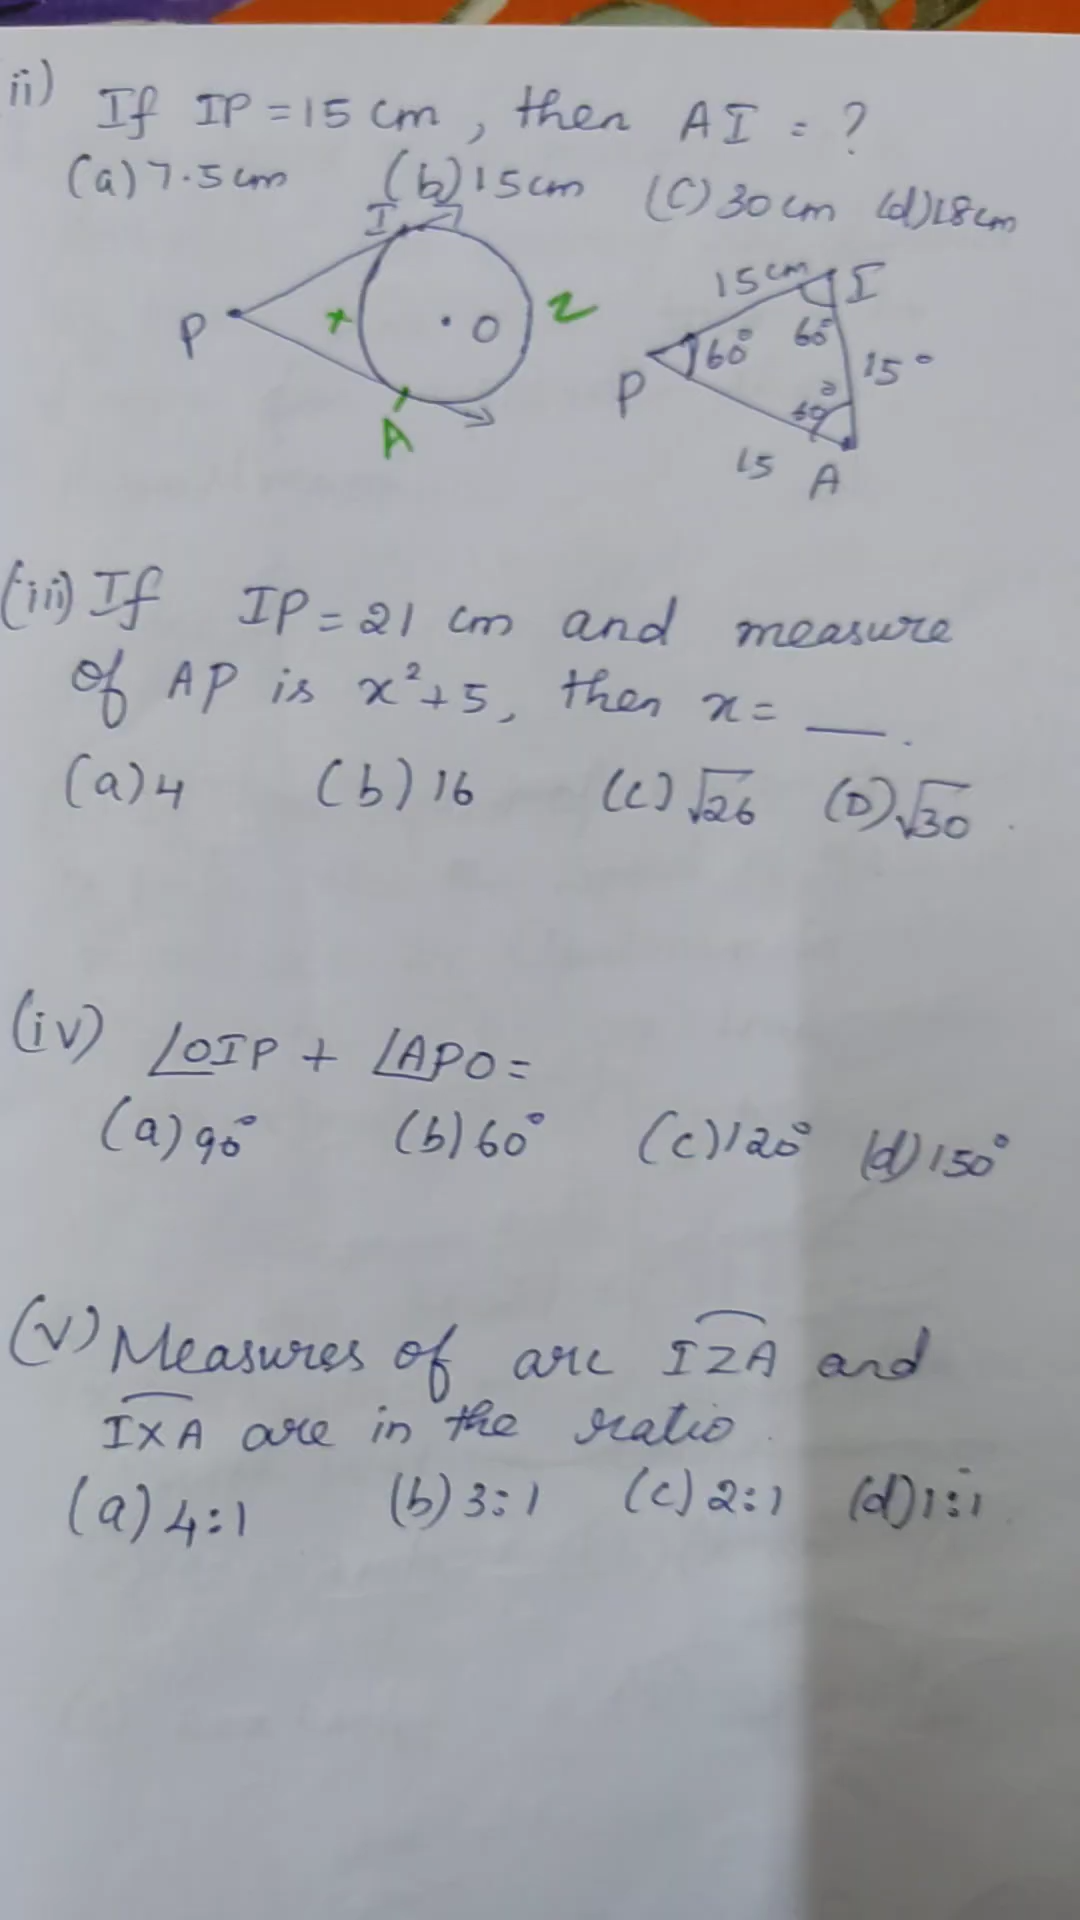 ii) If IP = 15 cm, then AI = ?
(a) 7.5 cm (b) 15 cm (C) 30 cm (d) 18 cm
I
P
x
O
Z
A
15 cm I
60° 60°
P
15°
60°
15 A
(iii) If IP = 21 cm and measure
of AP is x²+5, then x = __.
(a) 4 (b) 16 (C) √26 (D) √30
(iv) ∠OIP + ∠APO =
(a) 90° (b) 60° (c) 120° (d) 150°
(v) Measures of arc IZA and
IXA are in the ratio.
(a) 4:1 (b) 3:1 (c) 2:1 (d) 1:1